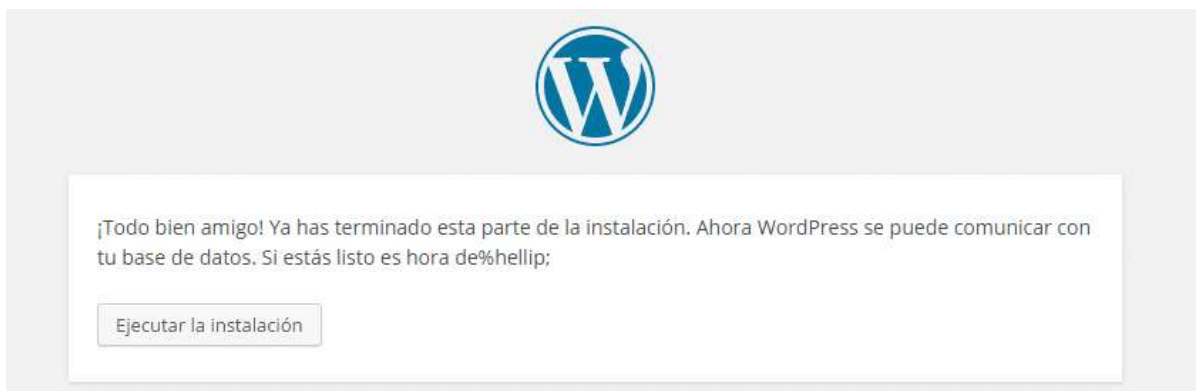 ¡Todo bien amigo! Ya has terminado esta parte de la instalación. Ahora WordPress se puede comunicar con
tu base de datos. Si estás listo es hora de%hellip;
Ejecutar la instalación